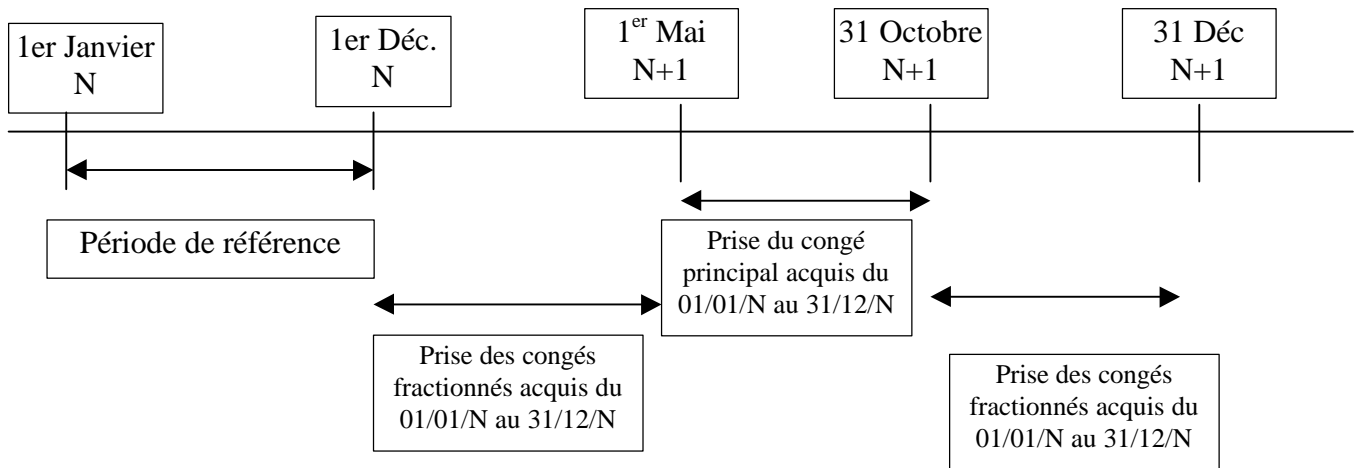 1er Janvier
N
1er Déc.
N
1er Mai
N+1
31 Octobre
N+1
31 Déc
N+1
Période de référence
Prise du congé
principal acquis du
01/01/N au 31/12/N
Prise des congés
fractionnés acquis du
01/01/N au 31/12/N
Prise des congés
fractionnés acquis du
01/01/N au 31/12/N